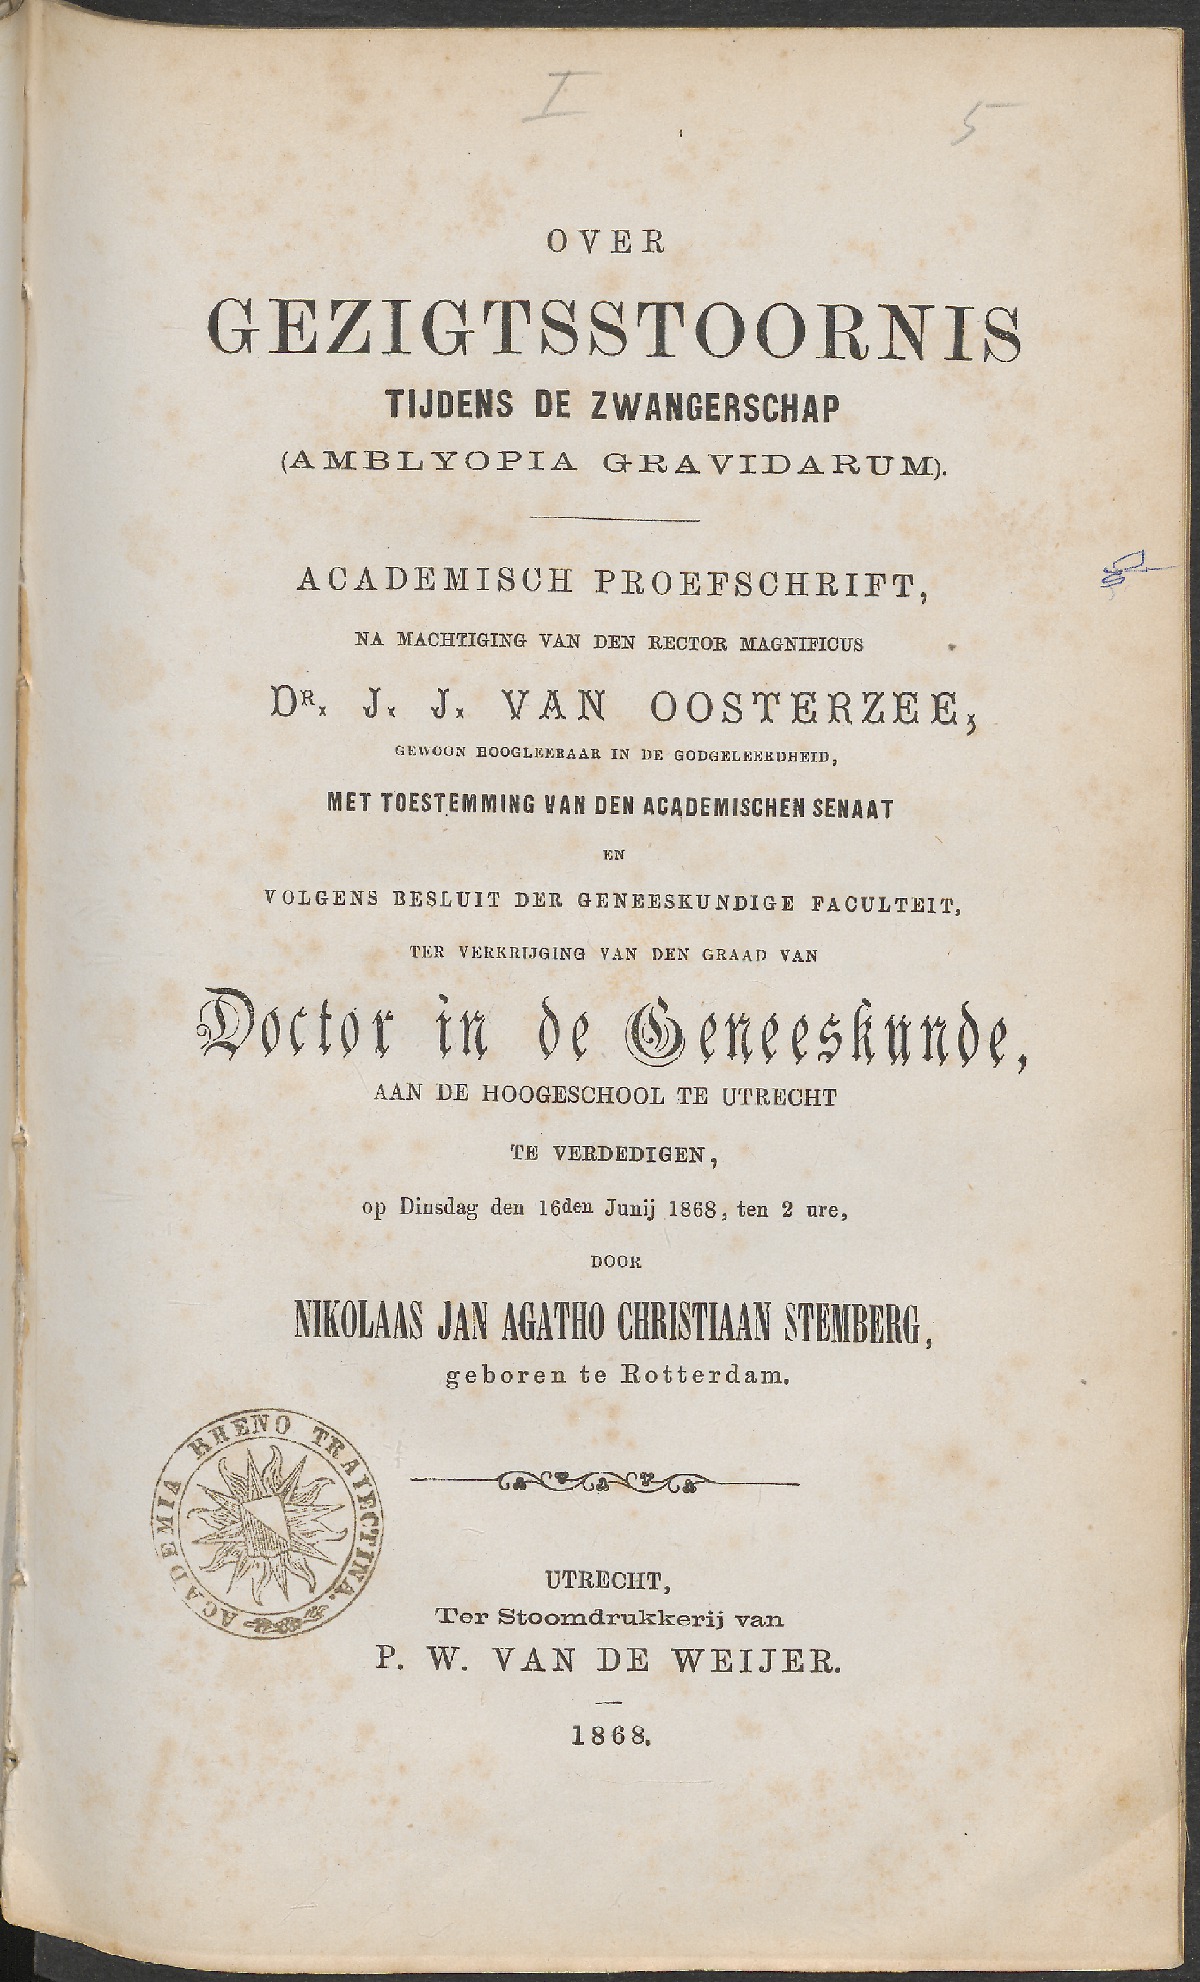 I
5
OVER
GEZIGTSSTOORNIS
TIJDENS DE ZWANGERSCHAP
(AMBLYOPIA GRAVIDARUM).
ACADEMISCH PROEFSCHRIFT,
NA MACHTIGING VAN DEN RECTOR MAGNIFICUS
DR. J. J. VAN OOSTERZEE,
GEWOON HOOGLEERAAR IN DE GODGELEERDHEID,
MET TOESTEMMING VAN DEN ACADEMISCHEN SENAAT
EN
VOLGENS BESLUIT DER GENEESKUNDIGE FACULTEIT,
TER VERKRIJGING VAN DEN GRAAD VAN
Doctor in de Geneeskunde,
AAN DE HOOGESCHOOL TE UTRECHT
TE VERDEDIGEN,
op Dinsdag den 16den Junij 1868, ten 2 ure,
DOOR
NIKOLAAS JAN AGATHO CHRISTIAAN STEMBERG,
geboren te Rotterdam.
ACADEMIA RHENO TRAIECTINA.
UTRECHT,
Ter Stoomdrukkerij van
P. W. VAN DE WEIJER.
1868.